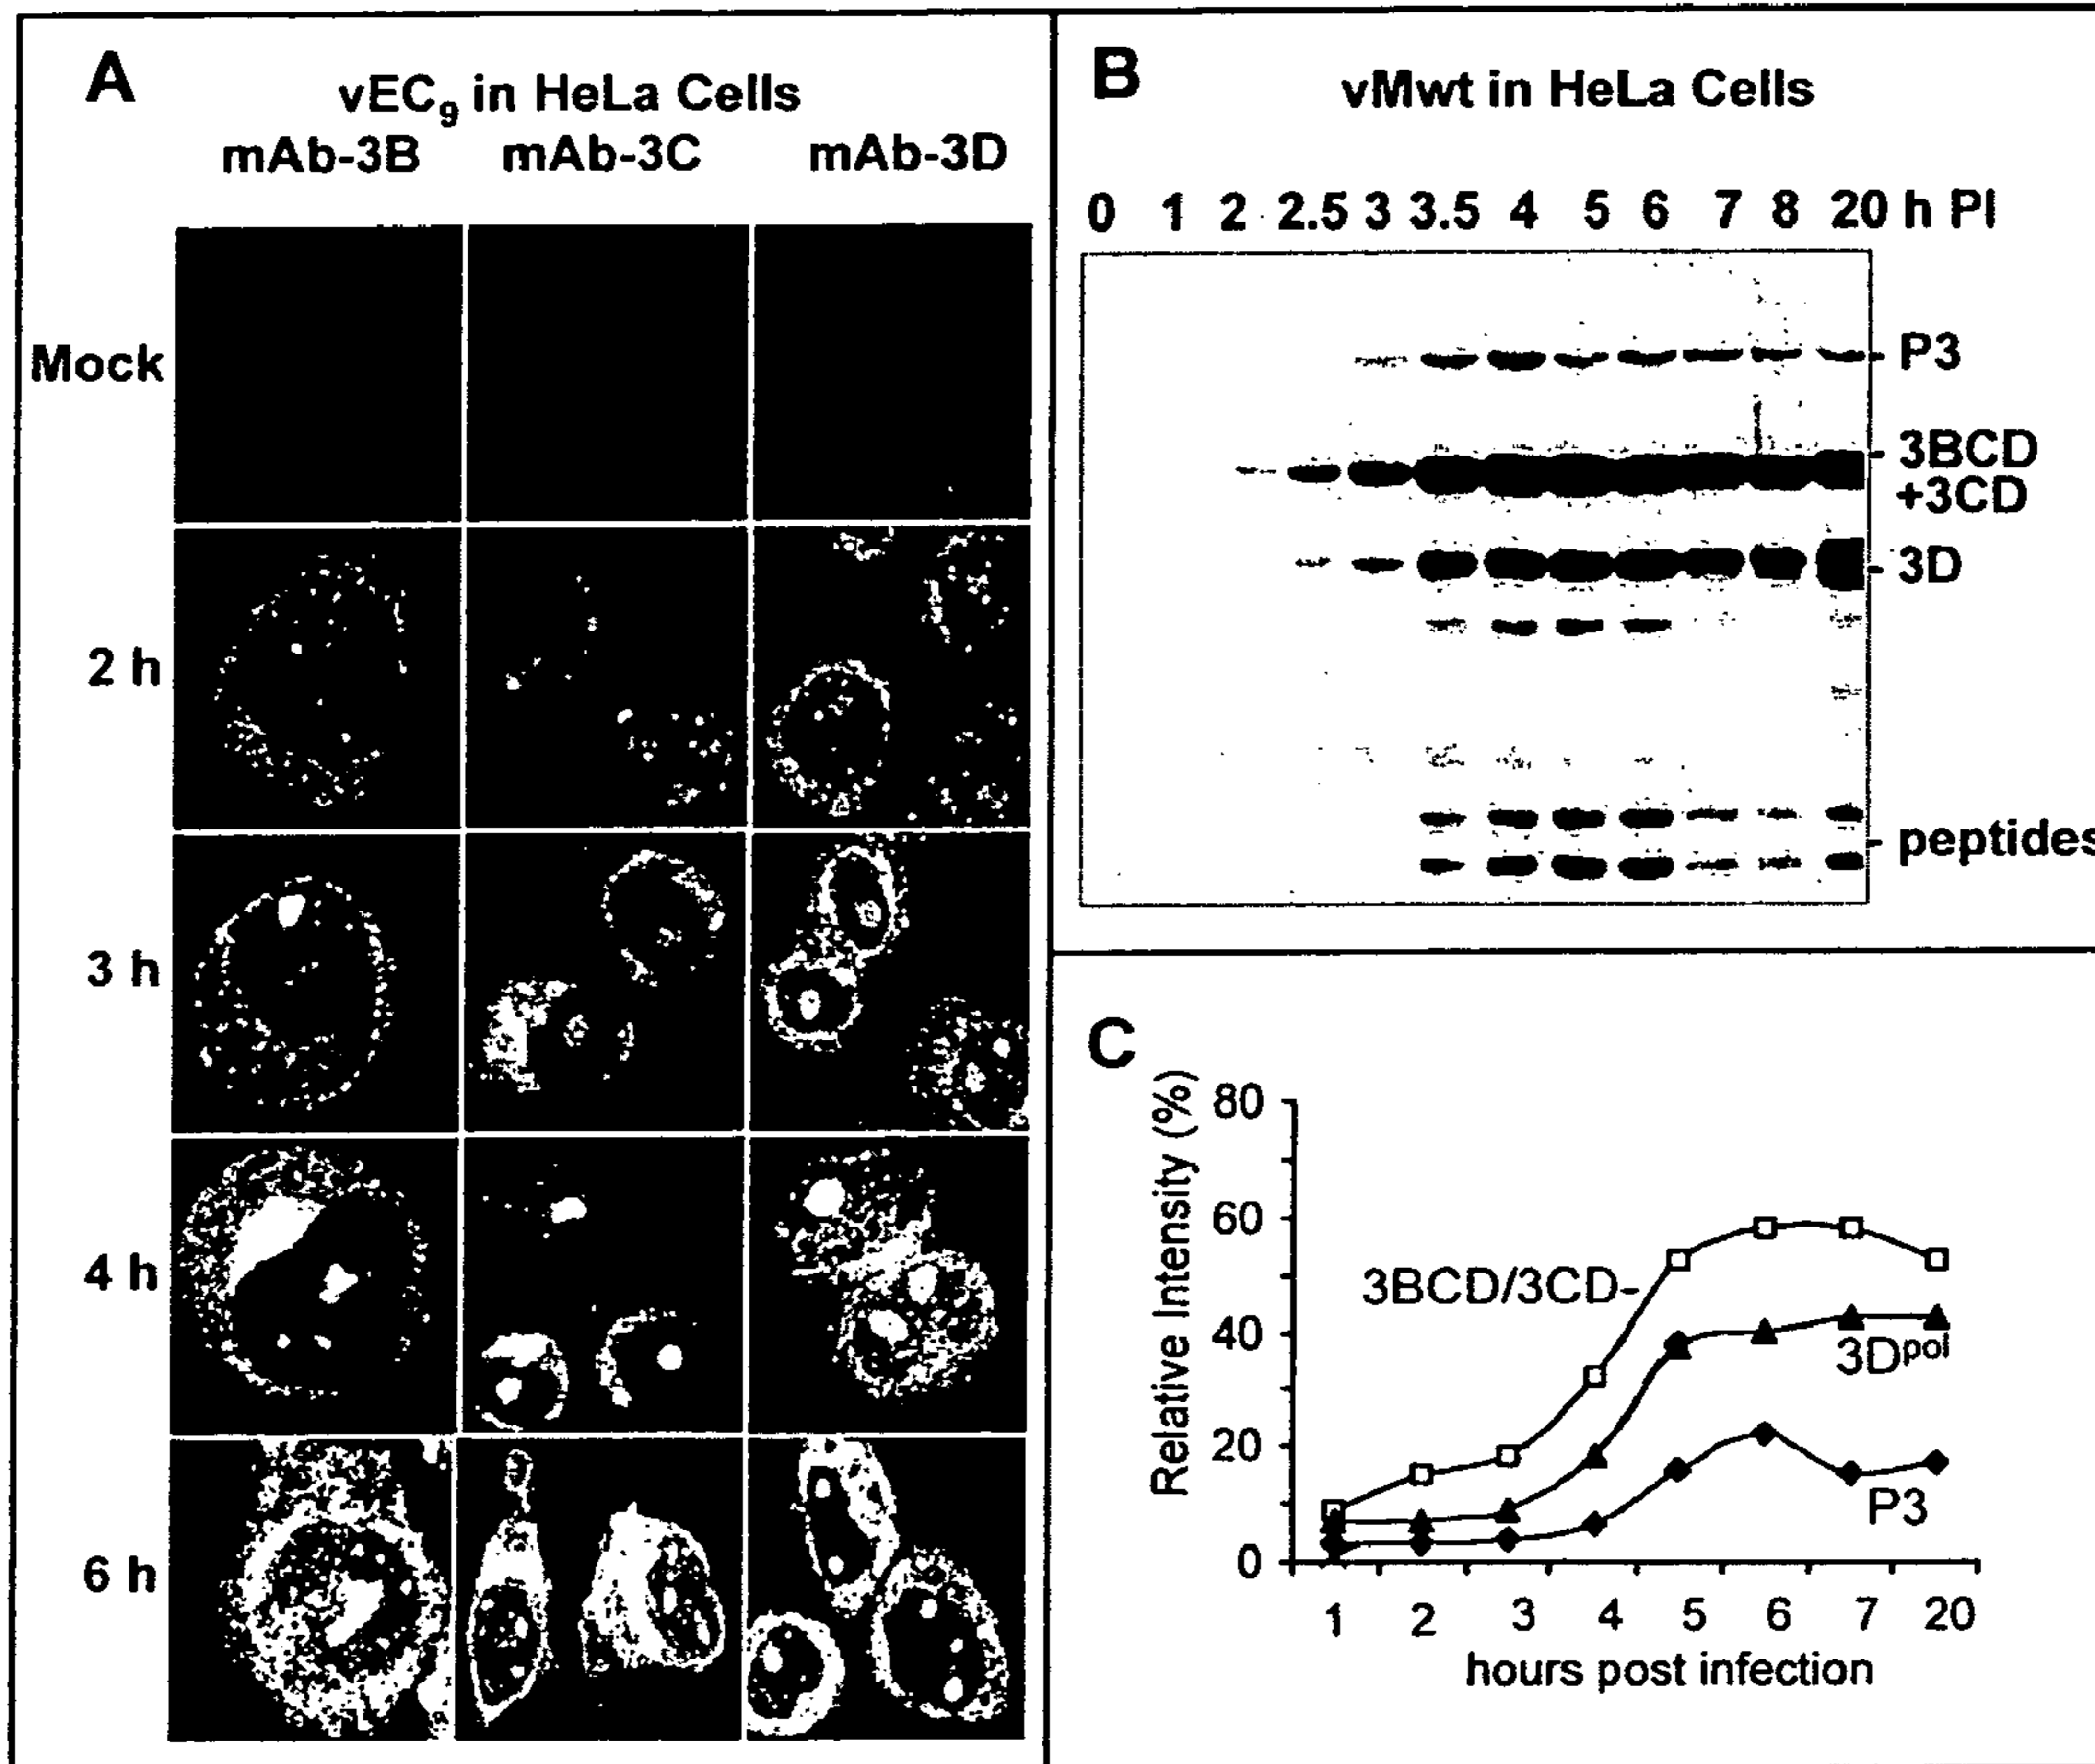 A
vEC₉ in HeLa Cells
mAb-3B mAb-3C mAb-3D
Mock
2 h
3 h
4 h
6 h
B
vMwt in HeLa Cells
0 1 2 2.5 3 3.5 4 5 6 7 8 20 h PI
P3
3BCD
+3CD
3D
peptides
C
Relative Intensity (%)
80
60
40
20
0
3BCD/3CD-
3Dᵖᵒˡ
P3
1 2 3 4 5 6 7 20
hours post infection